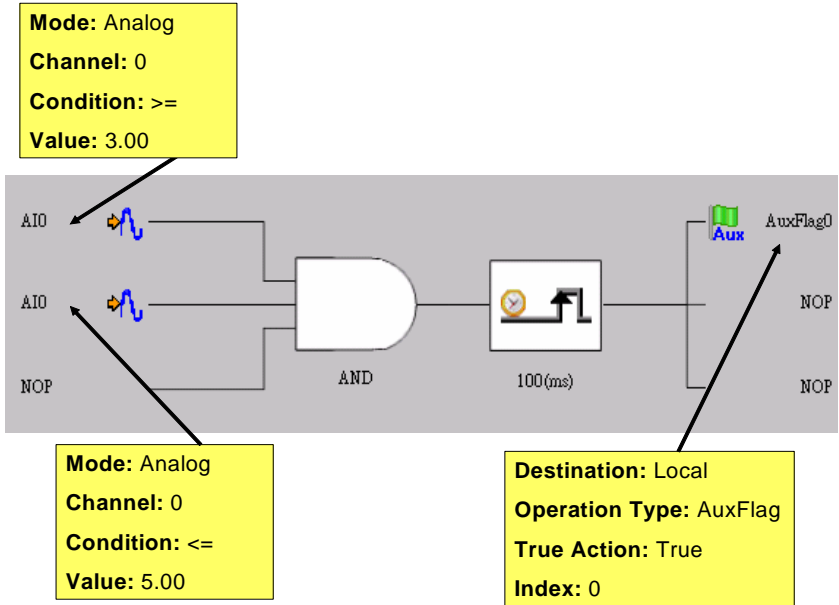 Mode: Analog
Channel: 0
Condition: >=
Value: 3.00
AI0
Aux
AuxFlag0
AI0
NOP
NOP
AND
100(ms)
NOP
Mode: Analog
Channel: 0
Condition: <=
Value: 5.00
Destination: Local
Operation Type: AuxFlag
True Action: True
Index: 0